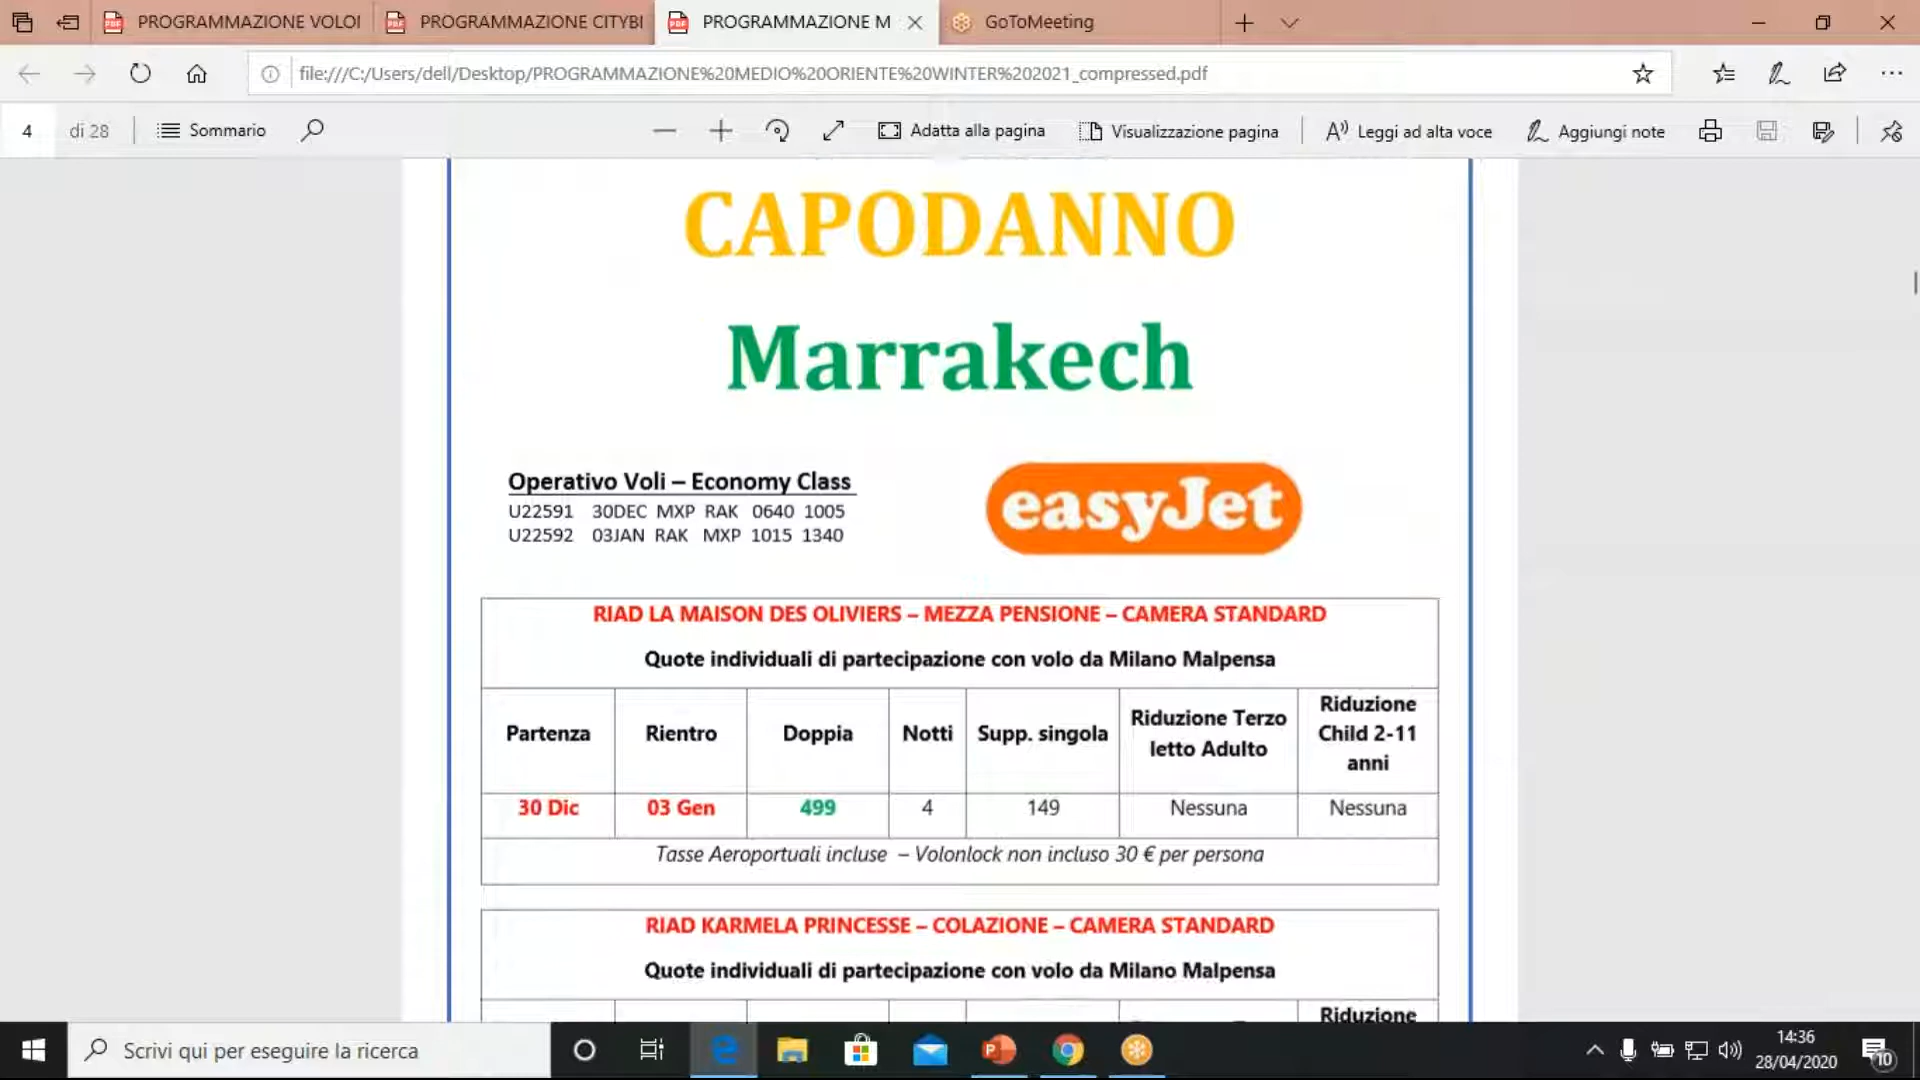 PROGRAMMAZIONE VOLOI
PROGRAMMAZIONE CITYBI
PROGRAMMAZIONE M
GoToMeeting
file:///C:/Users/dell/Desktop/PROGRAMMAZIONE%20MEDIO%20ORIENTE%20WINTER%202021_compressed.pdf
4 di 28 Sommario Adatta alla pagina Visualizzazione pagina Leggi ad alta voce Aggiungi note
CAPODANNO
Marrakech
Operativo Voli – Economy Class
U22591 30DEC MXP RAK 0640 1005
U22592 03JAN RAK MXP 1015 1340
easyJet
RIAD LA MAISON DES OLIVIERS – MEZZA PENSIONE – CAMERA STANDARD
Quote individuali di partecipazione con volo da Milano Malpensa
Partenza Rientro Doppia Notti Supp. singola Riduzione Terzo letto Adulto Riduzione Child 2-11 anni
30 Dic 03 Gen 499 4 149 Nessuna Nessuna
Tasse Aeroportuali incluse – Volonlock non incluso 30 € per persona
RIAD KARMELA PRINCESSE – COLAZIONE – CAMERA STANDARD
Quote individuali di partecipazione con volo da Milano Malpensa
Riduzione
Scrivi qui per eseguire la ricerca
14:36
28/04/2020
10